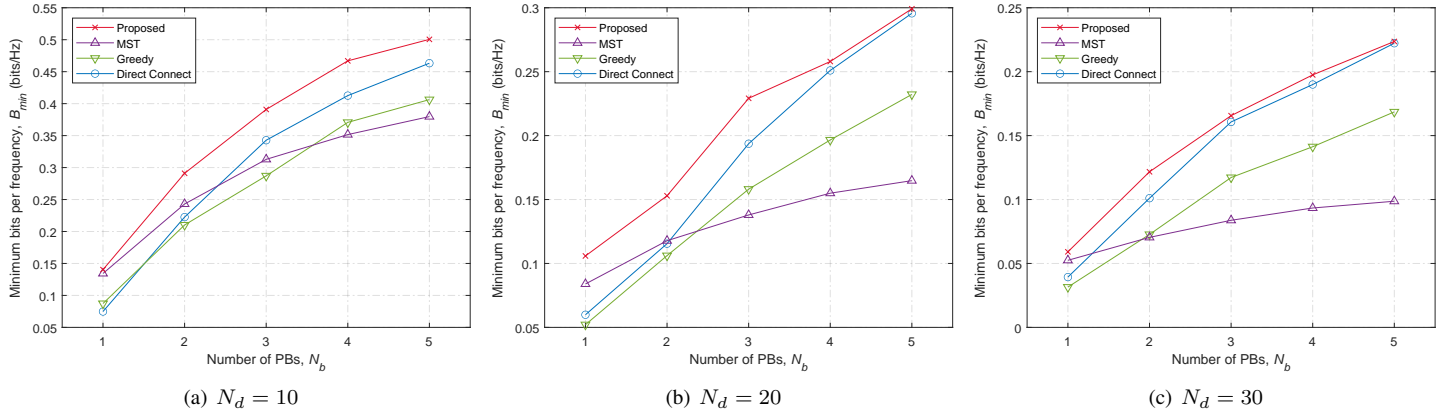 0.55
0.5
0.45
0.4
0.35
0.3
0.25
0.2
0.15
0.1
0.05
Minimum bits per frequency, B_min (bits/Hz)
Proposed
MST
Greedy
Direct Connect
1 2 3 4 5
Number of PBs, N_b
(a) N_d = 10
0.3
0.25
0.2
0.15
0.1
0.05
Minimum bits per frequency, B_min (bits/Hz)
Proposed
MST
Greedy
Direct Connect
1 2 3 4 5
Number of PBs, N_b
(b) N_d = 20
0.25
0.2
0.15
0.1
0.05
0
Minimum bits per frequency, B_min (bits/Hz)
Proposed
MST
Greedy
Direct Connect
1 2 3 4 5
Number of PBs, N_b
(c) N_d = 30